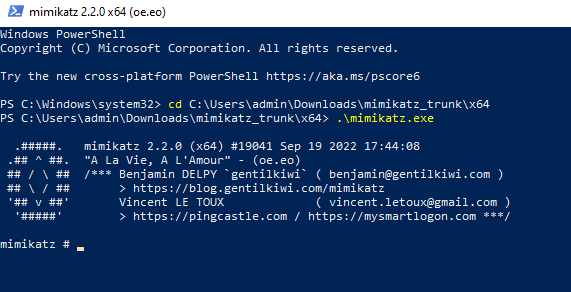 mimikatz 2.2.0 x64 (oe.eo)
Windows PowerShell
Copyright (C) Microsoft Corporation. All rights reserved.
Try the new cross-platform PowerShell https://aka.ms/pscore6
PS C:\Windows\system32> cd C:\Users\admin\Downloads\mimikatz_trunk\x64
PS C:\Users\admin\Downloads\mimikatz_trunk\x64> .\mimikatz.exe
  .#####.   mimikatz 2.2.0 (x64) #19041 Sep 19 2022 17:44:08
 .## ^ ##.  "A La Vie, A L'Amour" - (oe.eo)
 ## / \ ##  /*** Benjamin DELPY `gentilkiwi` ( benjamin@gentilkiwi.com )
 ## \ / ##       > https://blog.gentilkiwi.com/mimikatz
 '## v ##'       Vincent LE TOUX             ( vincent.letoux@gmail.com )
  '#####'        > https://pingcastle.com / https://mysmartlogon.com ***/
mimikatz # _